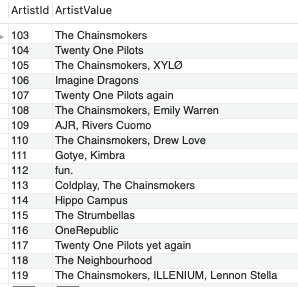 ArtistId ArtistValue
103 The Chainsmokers
104 Twenty One Pilots
105 The Chainsmokers, XYLØ
106 Imagine Dragons
107 Twenty One Pilots again
108 The Chainsmokers, Emily Warren
109 AJR, Rivers Cuomo
110 The Chainsmokers, Drew Love
111 Gotye, Kimbra
112 fun.
113 Coldplay, The Chainsmokers
114 Hippo Campus
115 The Strumbellas
116 OneRepublic
117 Twenty One Pilots yet again
118 The Neighbourhood
119 The Chainsmokers, ILLENIUM, Lennon Stella